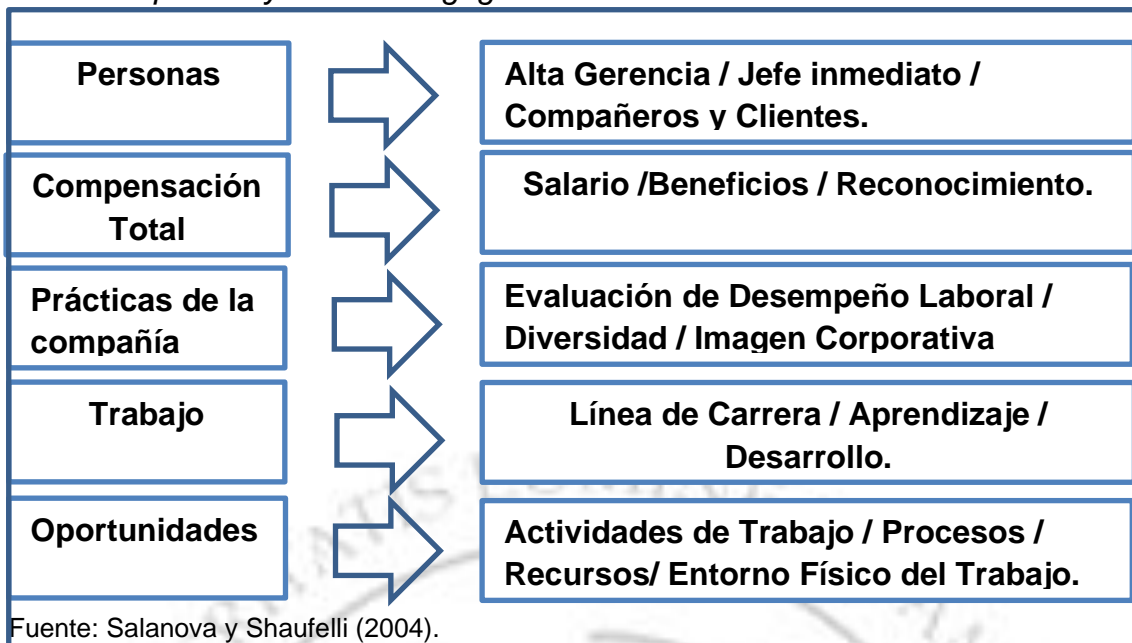 Personas
Alta Gerencia / Jefe inmediato /
Compañeros y Clientes.
Compensación
Total
Salario /Beneficios / Reconocimiento.
Prácticas de la
compañía
Evaluación de Desempeño Laboral /
Diversidad / Imagen Corporativa
Trabajo
Línea de Carrera / Aprendizaje /
Desarrollo.
Oportunidades
Actividades de Trabajo / Procesos /
Recursos/ Entorno Físico del Trabajo.
Fuente: Salanova y Shaufelli (2004).